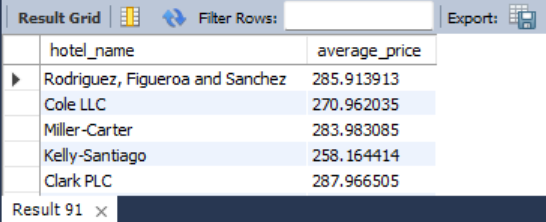 Result Grid Filter Rows: Export:
hotel_name average_price
Rodriguez, Figueroa and Sanchez 285.913913
Cole LLC 270.962035
Miller-Carter 283.983085
Kelly-Santiago 258.164414
Clark PLC 287.966505
Result 91 ×